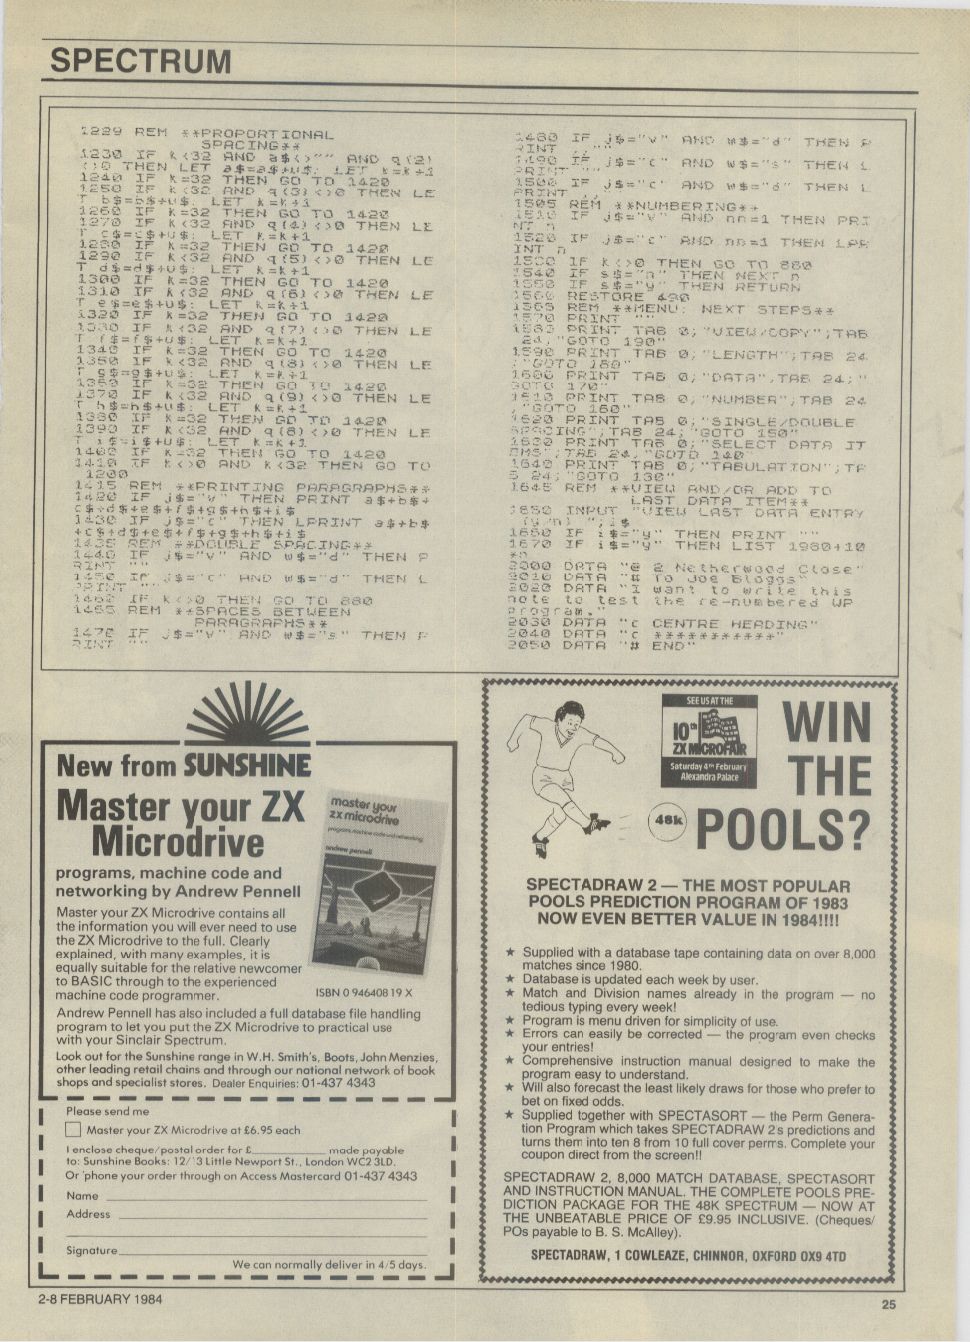 SPECTRUM
1229 REM **PROPORTIONAL
SPACING**
1230 IF k<32 AND a$<>"" AND q(2)
<>0 THEN LET a$=a$+u$: LET k=k+1
1240 IF k=32 THEN GO TO 1420
1250 IF k<32 AND q(3)<>0 THEN LE
T b$=b$+u$: LET k=k+1
1260 IF k=32 THEN GO TO 1420
1270 IF k<32 AND q(4)<>0 THEN LE
T c$=c$+u$: LET k=k+1
1280 IF k=32 THEN GO TO 1420
1290 IF k<32 AND q(5)<>0 THEN LE
T d$=d$+u$: LET k=k+1
1300 IF k=32 THEN GO TO 1420
1310 IF k<32 AND q(6)<>0 THEN LE
T e$=e$+u$: LET k=k+1
1320 IF k=32 THEN GO TO 1420
1330 IF k<32 AND q(7)<>0 THEN LE
T f$=f$+u$: LET k=k+1
1340 IF k=32 THEN GO TO 1420
1350 IF k<32 AND q(8)<>0 THEN LE
T g$=g$+u$: LET k=k+1
1360 IF k=32 THEN GO TO 1420
1370 IF k<32 AND q(9)<>0 THEN LE
T h$=h$+u$: LET k=k+1
1380 IF k=32 THEN GO TO 1420
1390 IF k<32 AND q(8)<>0 THEN LE
T i$=i$+u$: LET k=k+1
1400 IF k=32 THEN GO TO 1420
1410 IF k<>0 AND k<32 THEN GO TO
1200
1415 REM **PRINTING PARAGRAPHS**
1420 IF j$="v" THEN PRINT a$+b$+
c$+d$+e$+f$+g$+h$+i$
1430 IF j$="c" THEN LPRINT a$+b$
+c$+d$+e$+f$+g$+h$+i$
1435 REM **DOUBLE SPACING**
1440 IF j$="v" AND w$="d" THEN P
RINT " "
1450 IF j$="c" AND w$="d" THEN L
PRINT " "
1460 IF k<>0 THEN GO TO 880
1465 REM **SPACES BETWEEN
PARAGRAPHS**
1470 IF j$="v" AND w$="s" THEN P
RINT " "
1480 IF j$="v" AND w$="d" THEN P
RINT , , " "
1490 IF j$="c" AND w$="s" THEN L
PRINT " "
1500 IF j$="c" AND w$="d" THEN L
PRINT
1505 REM **NUMBERING**
1510 IF j$="v" AND nn=1 THEN PRI
NT n
1520 IF j$="c" AND nn=1 THEN LPR
INT n
1530 IF k<>0 THEN GO TO 880
1540 IF s$="n" THEN NEXT n
1550 IF s$="y" THEN RETURN
1560 RESTORE 490
1565 REM **MENU: NEXT STEPS**
1570 PRINT " "
1580 PRINT TAB 0;"VIEW/COPY";TAB
24,"GOTO 190"
1590 PRINT TAB 0;"LENGTH";TAB 24
;"GOTO 180"
1600 PRINT TAB 0;"DATA",TAB 24;"
GOTO 170"
1610 PRINT TAB 0;"NUMBER";TAB 24
,"GOTO 160"
1620 PRINT TAB 0;"SINGLE/DOUBLE
SPACING";TAB 24;"GOTO 150"
1630 PRINT TAB 0;"SELECT DATA IT
EMS";TAB 24,"GOTO 140"
1640 PRINT TAB 0;"TABULATION";TA
B 24;"GOTO 130"
1645 REM **VIEW AND/OR ADD TO
LAST DATA ITEM**
1650 INPUT "VIEW LAST DATA ENTRY
(y/n) ";i$
1660 IF i$="y" THEN PRINT " "
1670 IF i$="y" THEN LIST 1980+10
*n
2000 DATA "@ 2 Netherwood Close"
2010 DATA "# To Joe Bloggs"
2020 DATA "I want to write this
note to test the re-numbered WP
program."
2030 DATA "c CENTRE HEADING"
2040 DATA "c ***********"
2050 DATA "# END"
New from SUNSHINE
Master your ZX
Microdrive
programs, machine code and
networking by Andrew Pennell
Master your ZX Microdrive contains all
the information you will ever need to use
the ZX Microdrive to the full. Clearly
explained, with many examples, it is
equally suitable for the relative newcomer
to BASIC through to the experienced
machine code programmer.
master your
zx microdrive
programs, machine code and networking
andrew pennell
ISBN 0 946408 19 X
Andrew Pennell has also included a full database file handling
program to let you put the ZX Microdrive to practical use
with your Sinclair Spectrum.
Look out for the Sunshine range in W.H. Smith's, Boots, John Menzies,
other leading retail chains and through our national network of book
shops and specialist stores. Dealer Enquiries: 01-437 4343
Please send me
Master your ZX Microdrive at £6.95 each
I enclose cheque/postal order for £ made payable
to: Sunshine Books: 12/13 Little Newport St., London WC2 3LD.
Or 'phone your order through on Access Mastercard 01-437 4343
Name
Address
Signature
We can normally deliver in 4/5 days.
SEE US AT THE
10th
ZX MICROFAIR
Saturday 4th February
Alexandra Palace
48k
WIN
THE
POOLS?
SPECTADRAW 2 — THE MOST POPULAR
POOLS PREDICTION PROGRAM OF 1983
NOW EVEN BETTER VALUE IN 1984!!!!
★ Supplied with a database tape containing data on over 8,000
matches since 1980.
★ Database is updated each week by user.
★ Match and Division names already in the program — no
tedious typing every week!
★ Program is menu driven for simplicity of use.
★ Errors can easily be corrected — the program even checks
your entries!
★ Comprehensive instruction manual designed to make the
program easy to understand.
★ Will also forecast the least likely draws for those who prefer to
bet on fixed odds.
★ Supplied together with SPECTASORT — the Perm Genera-
tion Program which takes SPECTADRAW 2's predictions and
turns them into ten 8 from 10 full cover perms. Complete your
coupon direct from the screen!!
SPECTADRAW 2, 8,000 MATCH DATABASE, SPECTASORT
AND INSTRUCTION MANUAL. THE COMPLETE POOLS PRE-
DICTION PACKAGE FOR THE 48K SPECTRUM — NOW AT
THE UNBEATABLE PRICE OF £9.95 INCLUSIVE. (Cheques/
POs payable to B. S. McAlley).
SPECTADRAW, 1 COWLEAZE, CHINNOR, OXFORD OX9 4TD
2-8 FEBRUARY 1984
25